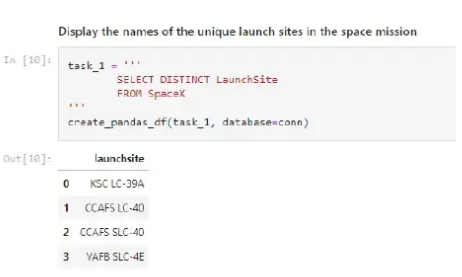 Display the names of the unique launch sites in the space mission
In [10]:
task_1 = '''
SELECT DISTINCT LaunchSite
FROM SpaceX
'''
create_pandas_df(task_1, database=conn)
Out[10]:
launchsite
0 KSC LC-39A
1 CCAFS LC-40
2 CCAFS SLC-40
3 VAFB SLC-4E